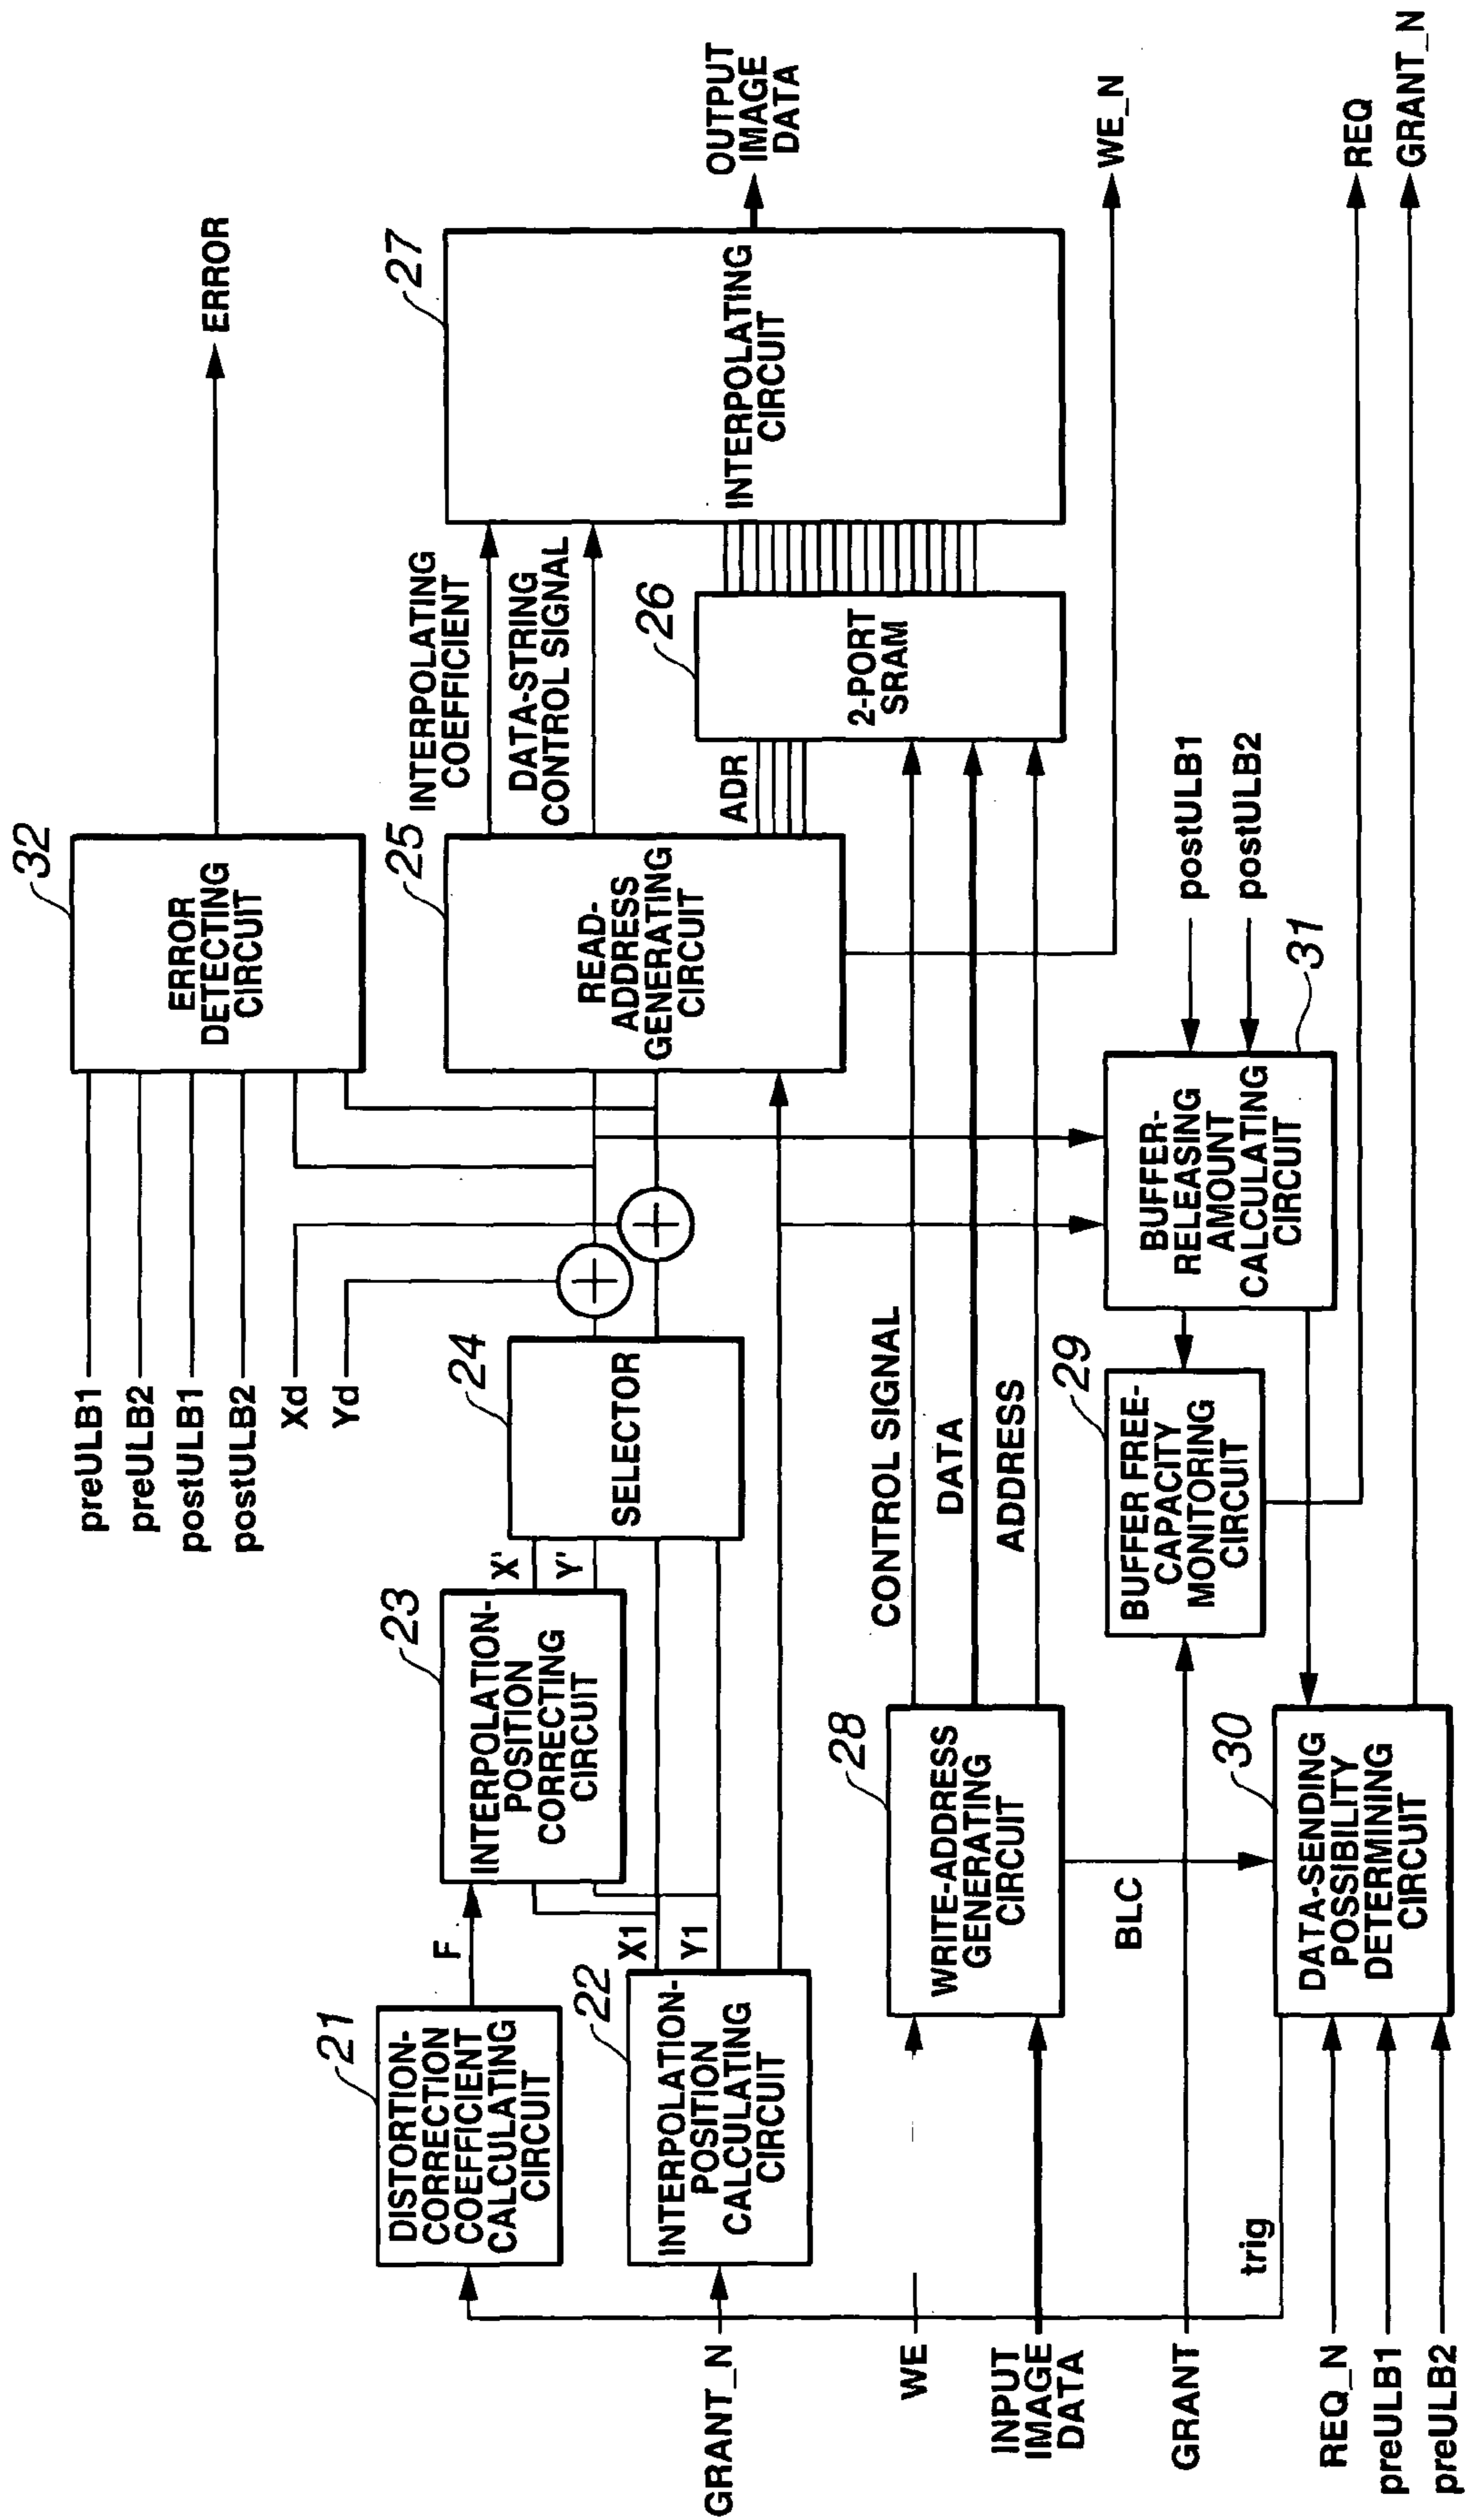 preULB1
preULB2
postULB1
postULB2
Xd
Yd
32
ERROR
DETECTING
CIRCUIT
ERROR
21
DISTORTION-
CORRECTION
COEFFICIENT
CALCULATING
CIRCUIT
F
23
INTERPOLATION-
POSITION
CORRECTING
CIRCUIT
X'
Y'
24
SELECTOR
25
READ-
ADDRESS
GENERATING
CIRCUIT
INTERPOLATING
COEFFICIENT
DATA-STRING
CONTROL SIGNAL
ADR
26
2-PORT
SRAM
27
INTERPOLATING
CIRCUIT
OUTPUT
IMAGE
DATA
GRANT_N
22
INTERPOLATION-
POSITION
CALCULATING
CIRCUIT
X1
Y1
WE
INPUT
IMAGE
DATA
28
WRITE-ADDRESS
GENERATING
CIRCUIT
CONTROL SIGNAL
DATA
ADDRESS
WE_N
GRANT
BLC
29
BUFFER FREE-
CAPACITY
MONITORING
CIRCUIT
BUFFER-
RELEASING
AMOUNT
CALCULATING
CIRCUIT
31
postULB1
postULB2
trig
REQ_N
preULB1
preULB2
30
DATA-SENDING
POSSIBILITY
DETERMINING
CIRCUIT
REQ
GRANT_N